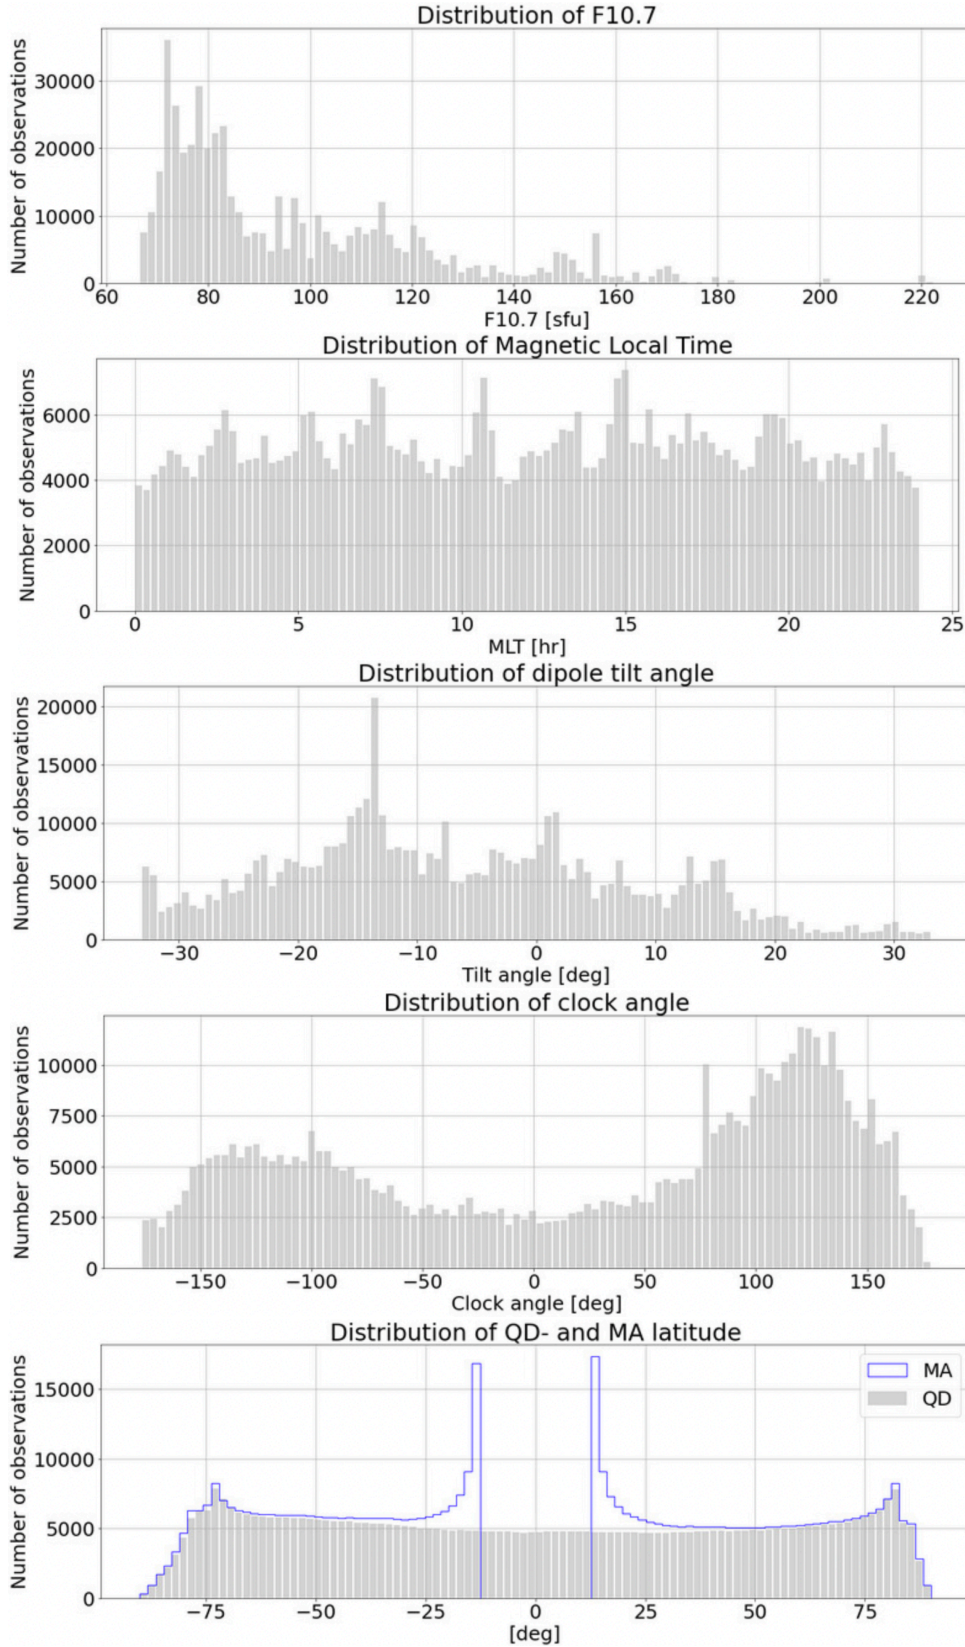 Distribution of F10.7
Number of observations
30000
20000
10000
0
60 80 100 120 140 160 180 200 220
F10.7 [sfu]
Distribution of Magnetic Local Time
Number of observations
6000
4000
2000
0
0 5 10 15 20 25
MLT [hr]
Distribution of dipole tilt angle
Number of observations
20000
15000
10000
5000
0
−30 −20 −10 0 10 20 30
Tilt angle [deg]
Distribution of clock angle
Number of observations
10000
7500
5000
2500
0
−150 −100 −50 0 50 100 150
Clock angle [deg]
Distribution of QD- and MA latitude
Number of observations
15000
10000
5000
0
MA
QD
−75 −50 −25 0 25 50 75
[deg]